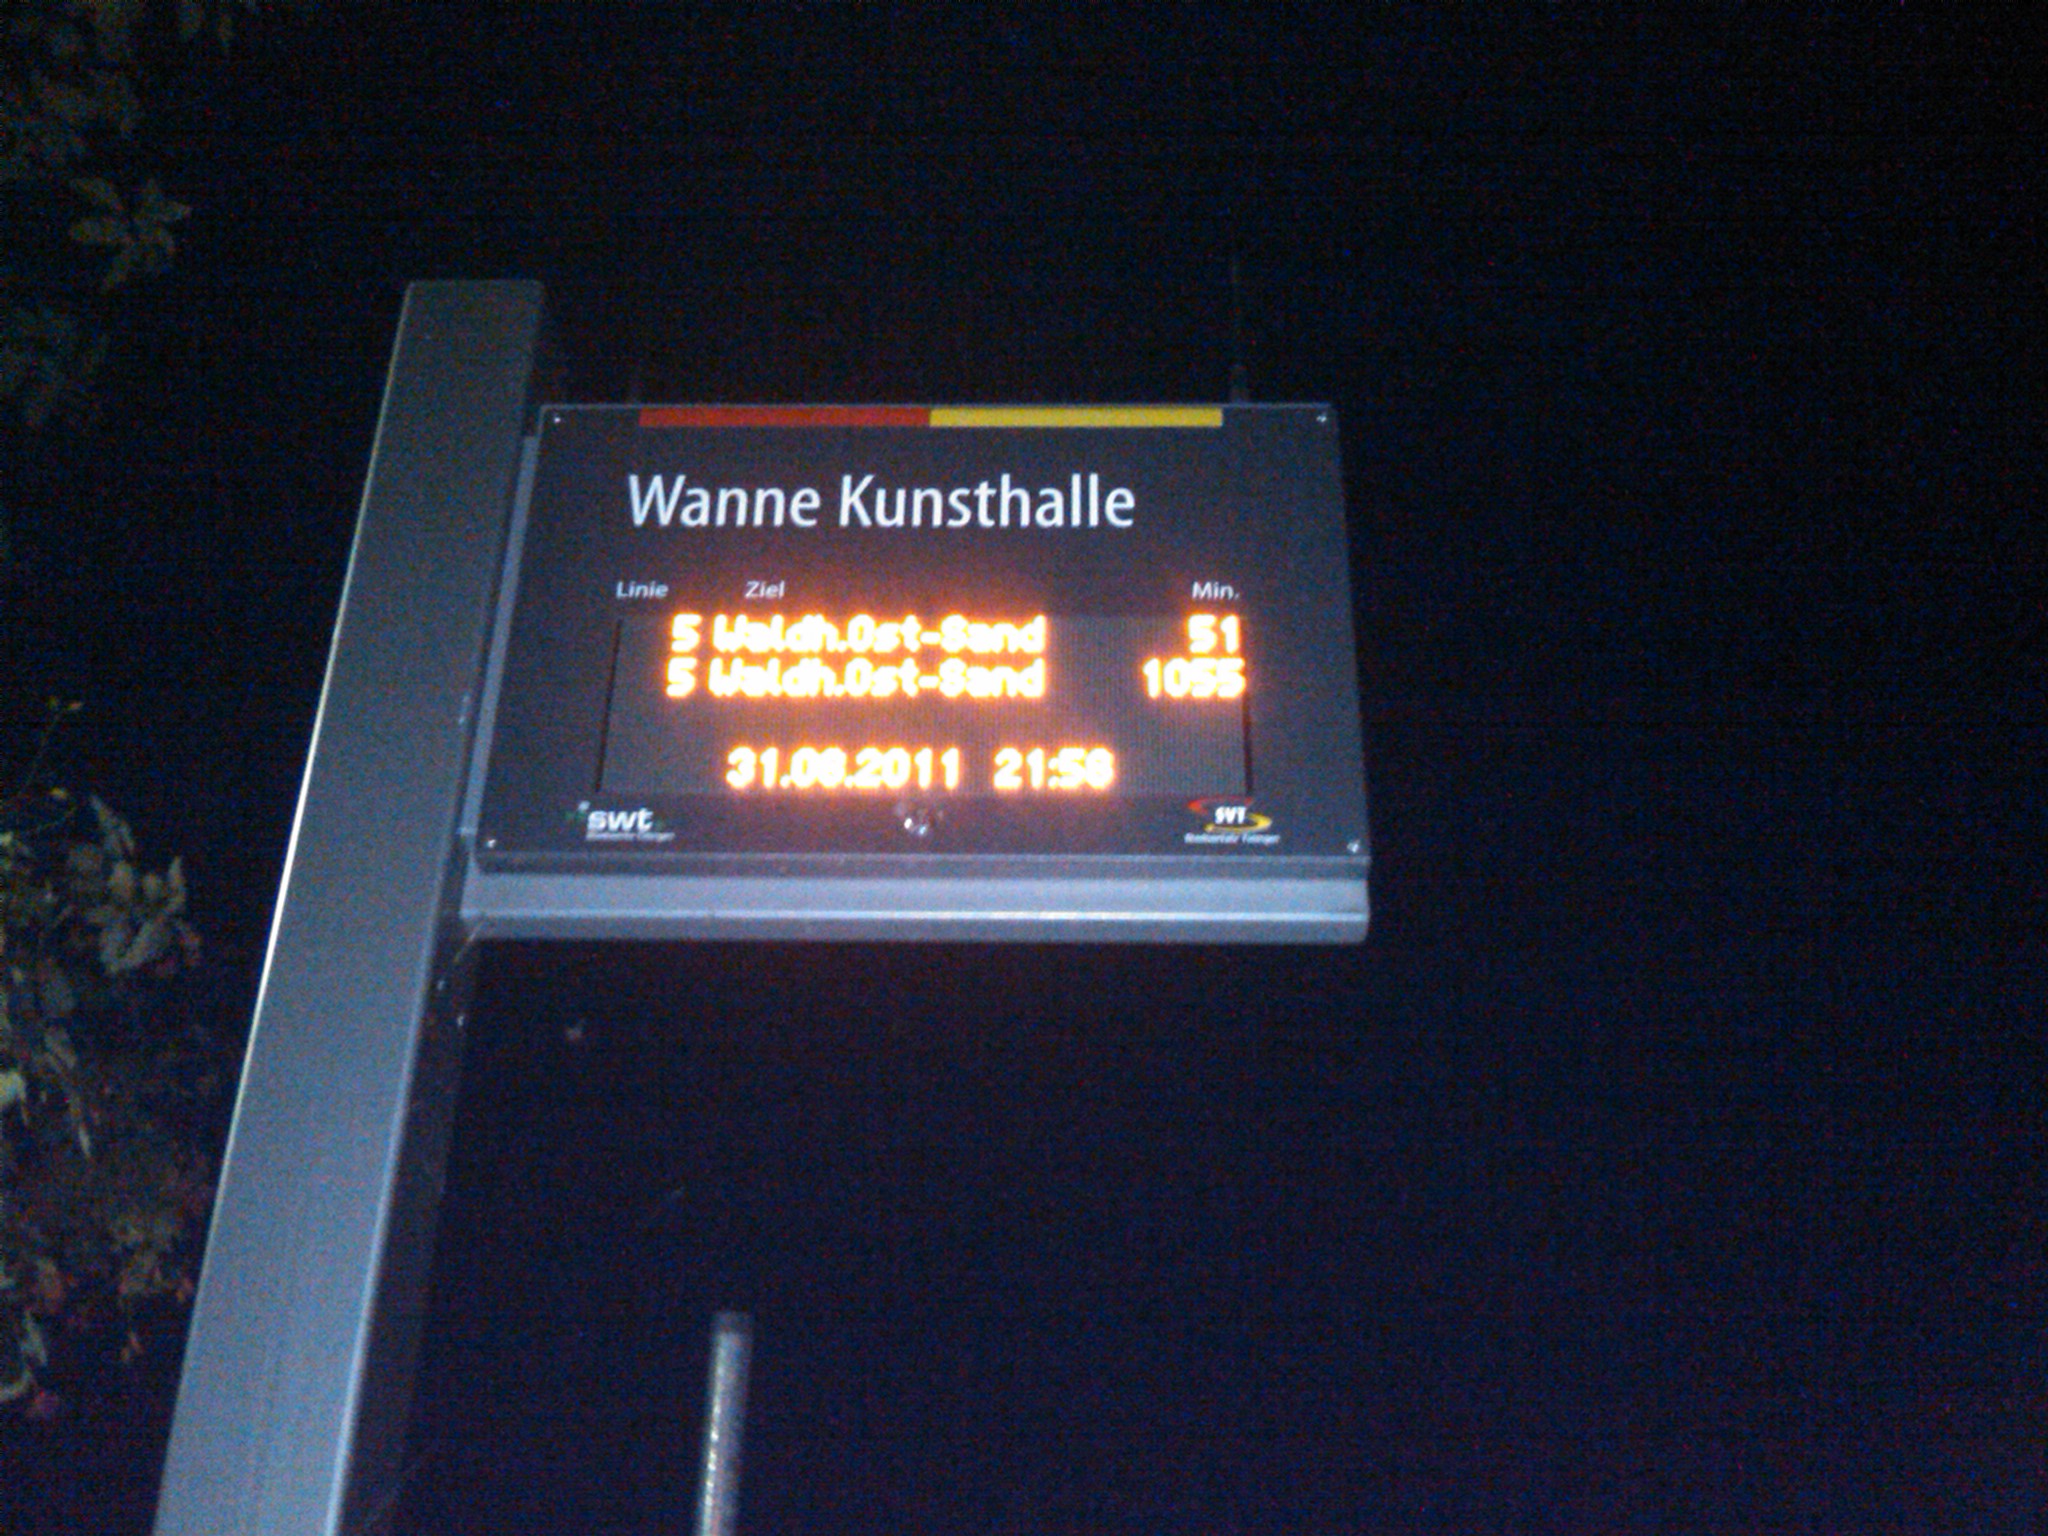 Wanne Kunsthalle
Linie Ziel Min.
5 Waldh.Ost-Sand 51
5 Waldh.Ost-Sand 1055
31.08.2011 21:56
swt SVT